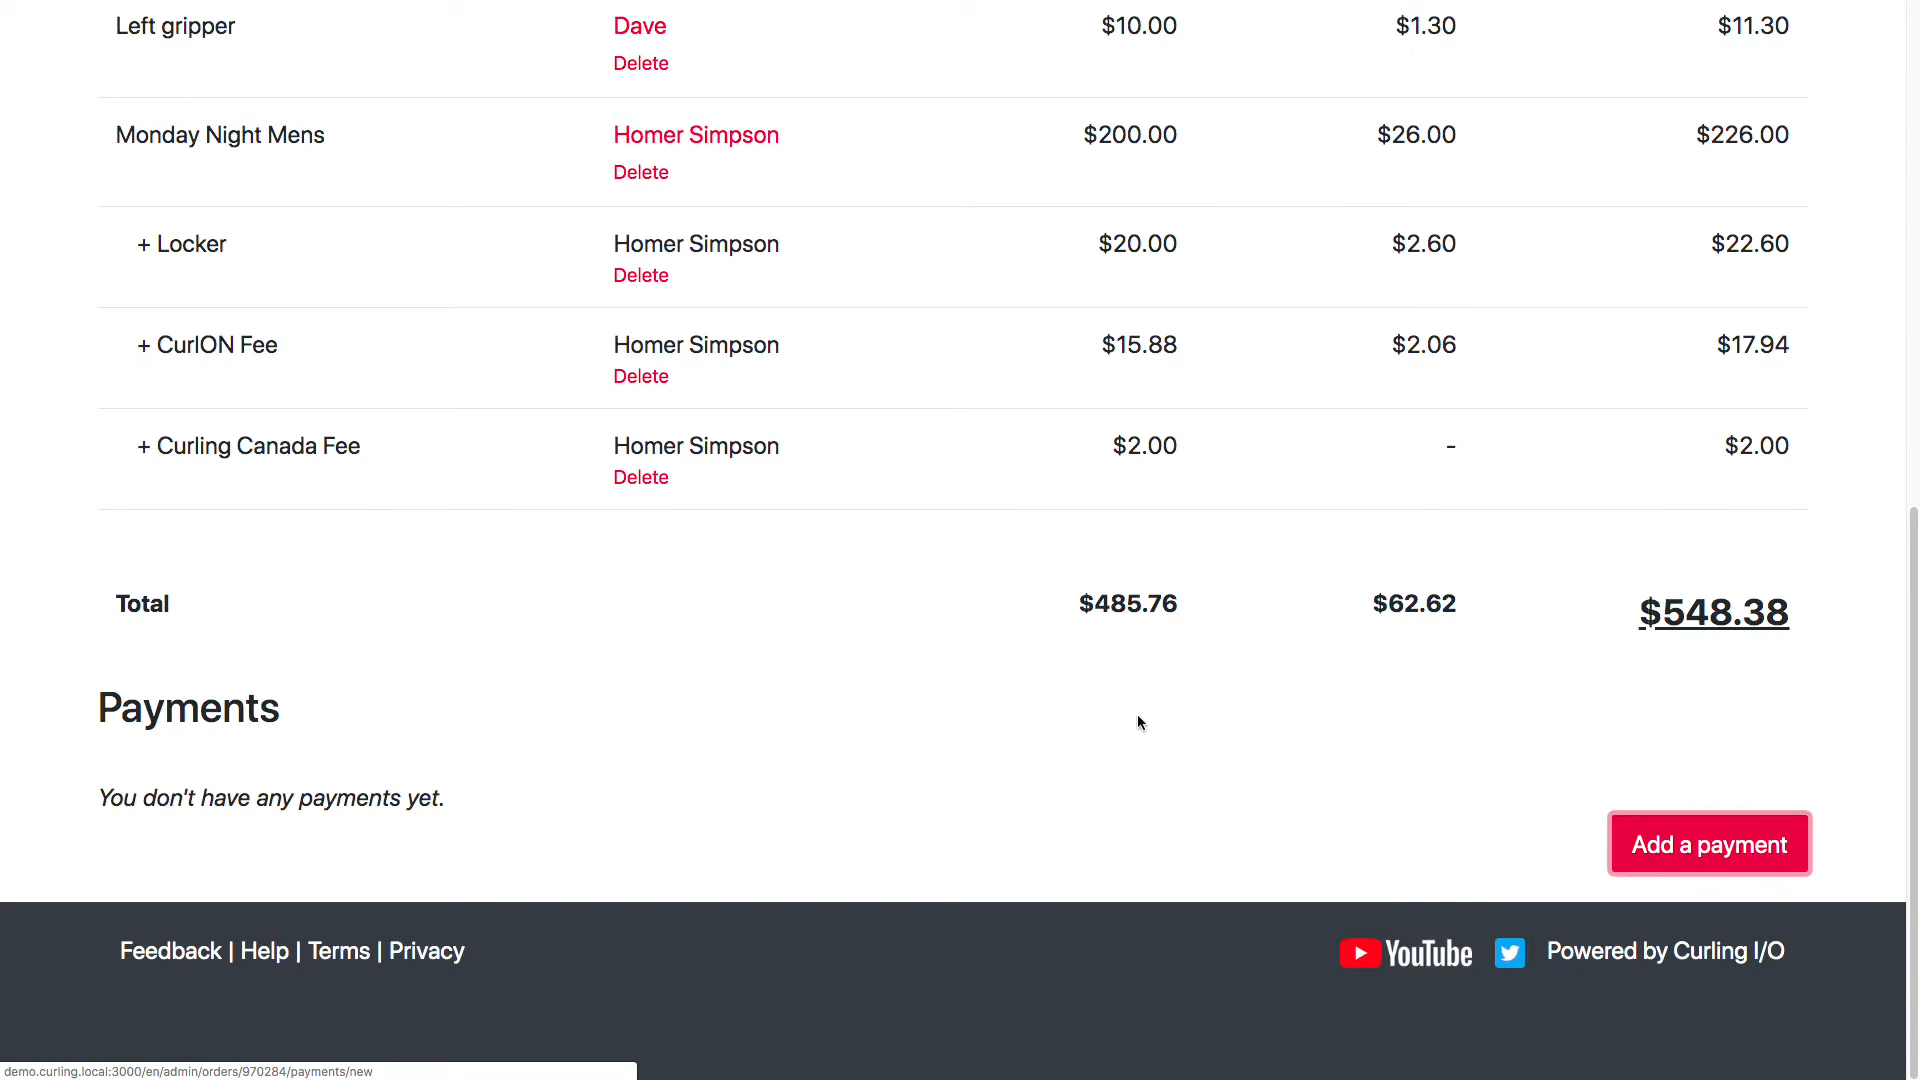 Left gripper Dave $10.00 $1.30 $11.30
Delete
Monday Night Mens Homer Simpson $200.00 $26.00 $226.00
Delete
+ Locker Homer Simpson $20.00 $2.60 $22.60
Delete
+ CurlON Fee Homer Simpson $15.88 $2.06 $17.94
Delete
+ Curling Canada Fee Homer Simpson $2.00 - $2.00
Delete
Total $485.76 $62.62 $548.38
Payments
You don't have any payments yet.
Add a payment
Feedback | Help | Terms | Privacy YouTube Powered by Curling I/O
demo.curling.local:3000/en/admin/orders/970284/payments/new